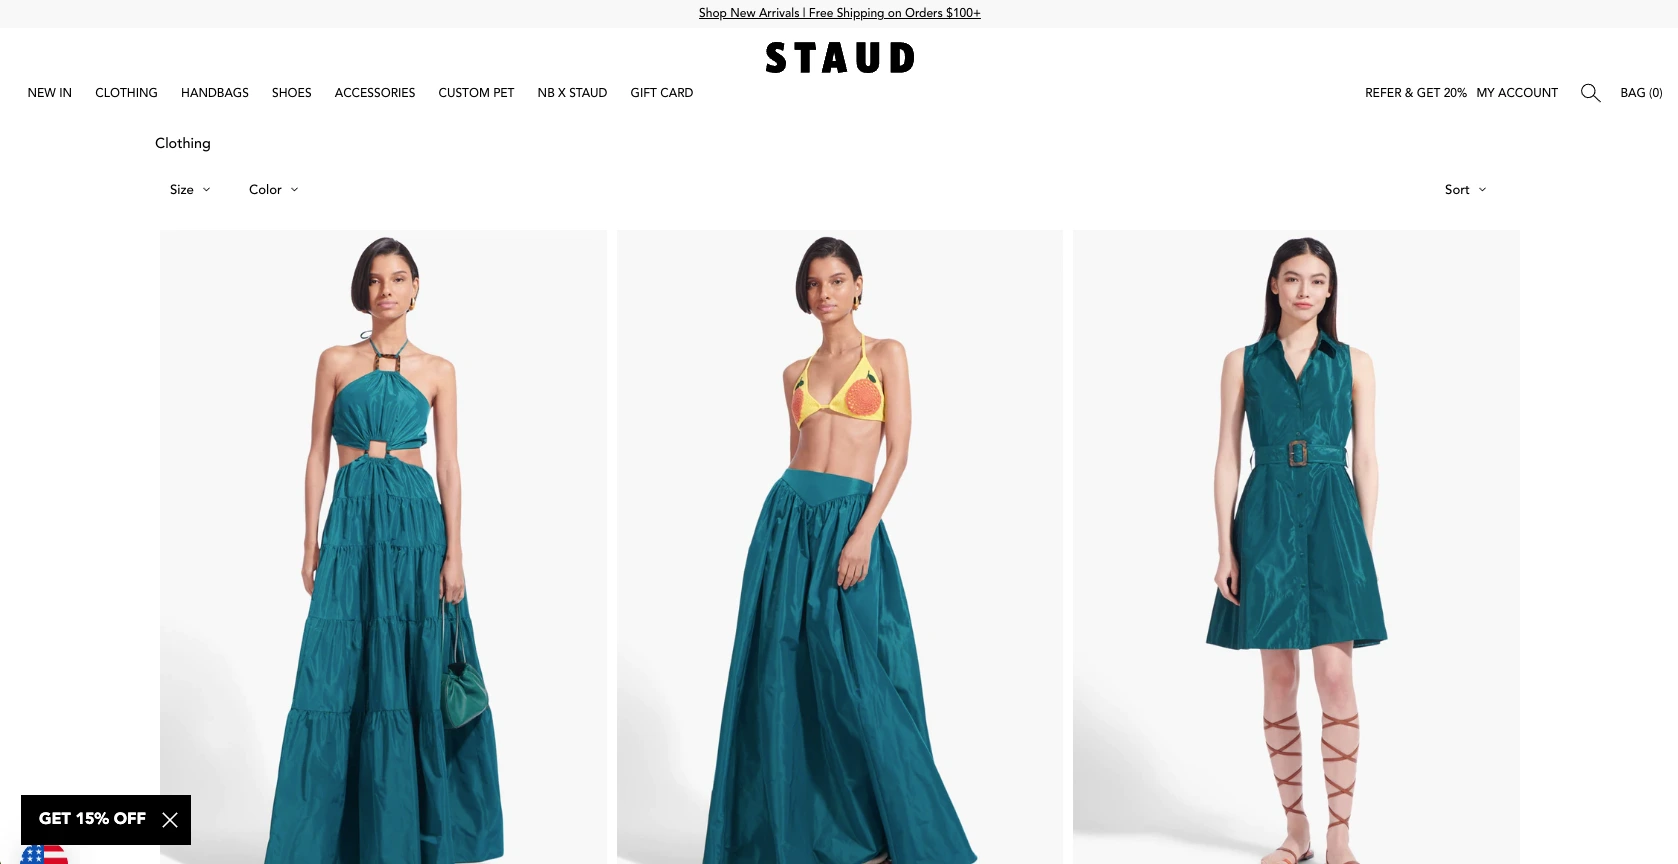 Shop New Arrivals | Free Shipping on Orders $100+
STAUD
NEW IN CLOTHING HANDBAGS SHOES ACCESSORIES CUSTOM PET NB X STAUD GIFT CARD REFER & GET 20% MY ACCOUNT BAG (0)
Clothing
Size Color Sort
GET 15% OFF